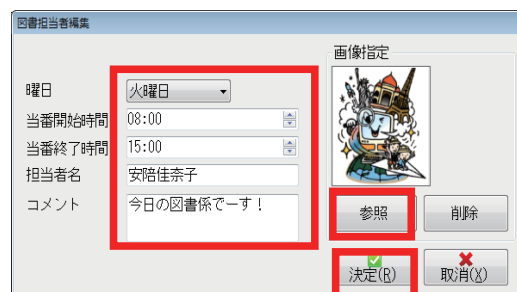 図書担当者編集
画像指定
曜日 火曜日
当番開始時間 08:00
当番終了時間 15:00
担当者名 安陪佳奈子
コメント 今日の図書係でーす！
参照 削除
決定(R) 取消(X)